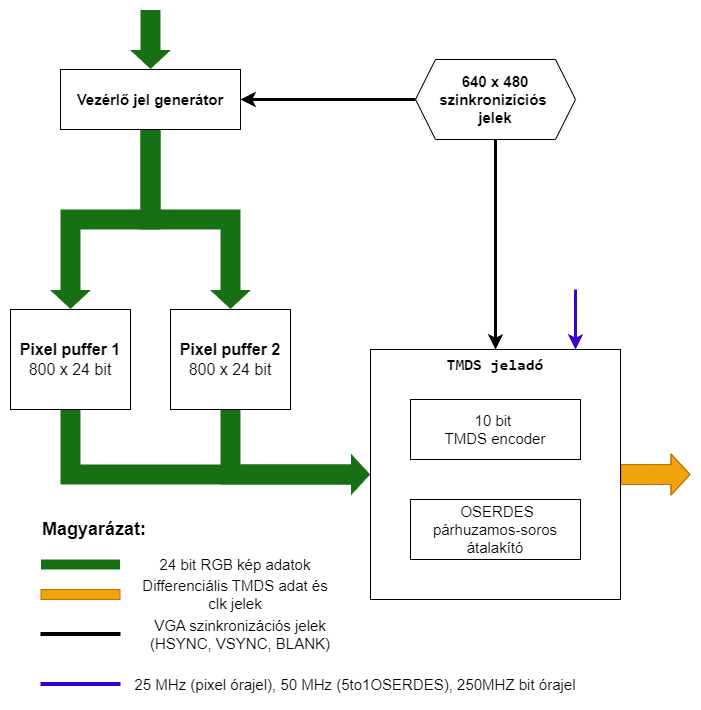 Vezérlő jel generátor
640 x 480
szinkronizíciós
jelek
Pixel puffer 1
800 x 24 bit
Pixel puffer 2
800 x 24 bit
TMDS jeladó
10 bit
TMDS encoder
OSERDES
párhuzamos-soros
átalakító
Magyarázat:
24 bit RGB kép adatok
Differenciális TMDS adat és
clk jelek
VGA szinkronizációs jelek
(HSYNC, VSYNC, BLANK)
25 MHz (pixel órajel), 50 MHz (5to1OSERDES), 250MHZ bit órajel